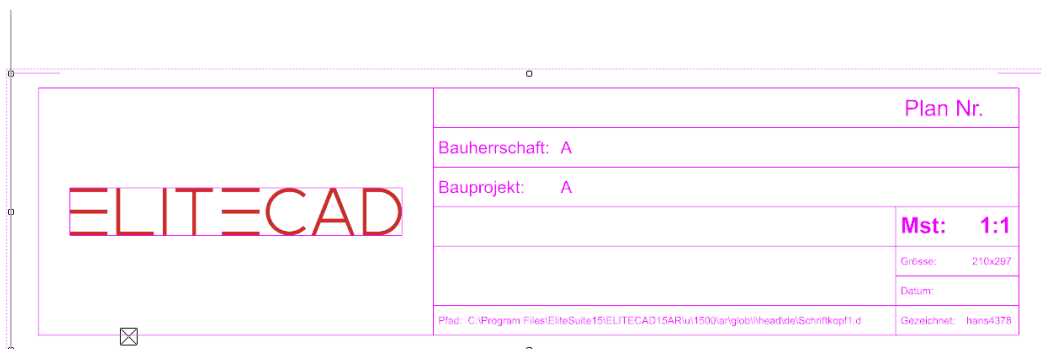 Plan Nr.
Bauherrschaft: A
Bauprojekt: A
ELITECAD
Mst: 1:1
Grösse: 210x297
Datum:
Pfad: C:\Program Files\EliteSuite15\ELITECAD15AR\u\1500\ar\glob\l\head\de\Schriftkopf1.d
Gezeichnet: hans4378